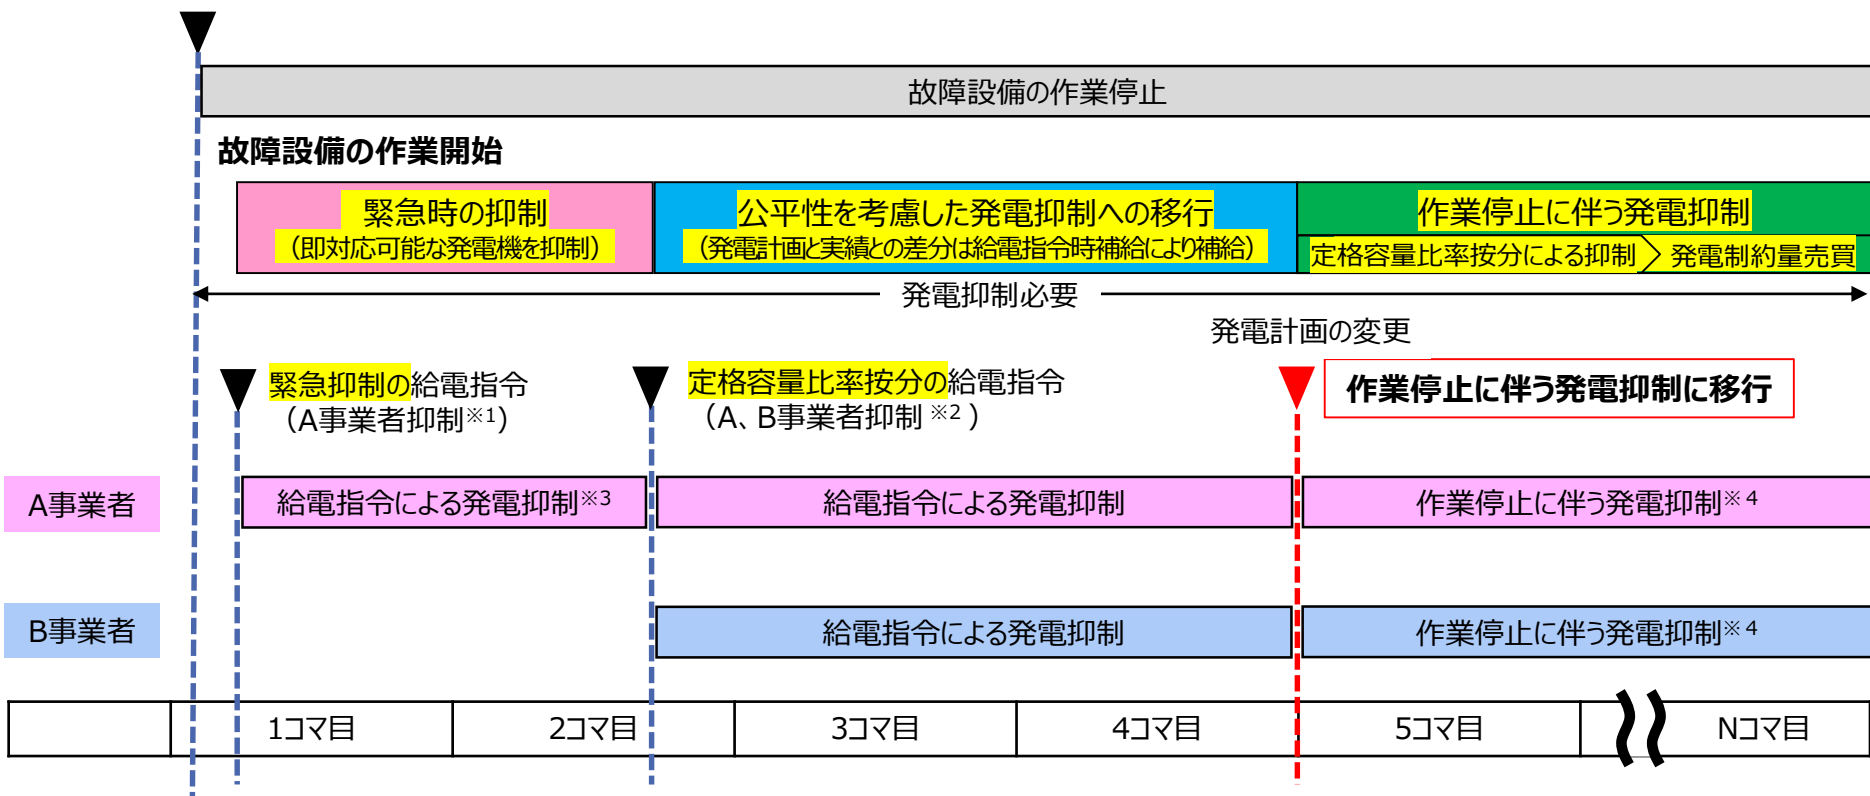 故障設備の作業停止
故障設備の作業開始
緊急時の抑制
（即対応可能な発電機を抑制）
公平性を考慮した発電抑制への移行
（発電計画と実績との差分は給電指令時補給により補給）
作業停止に伴う発電抑制
定格容量比率按分による抑制
発電制約量売買
発電抑制必要
発電計画の変更
緊急抑制の給電指令
（A事業者抑制※1）
定格容量比率按分の給電指令
（A、B事業者抑制 ※2 ）
作業停止に伴う発電抑制に移行
A事業者
給電指令による発電抑制※3
給電指令による発電抑制
作業停止に伴う発電抑制※4
B事業者
給電指令による発電抑制
作業停止に伴う発電抑制※4
1コマ目
2コマ目
3コマ目
4コマ目
5コマ目
Nコマ目